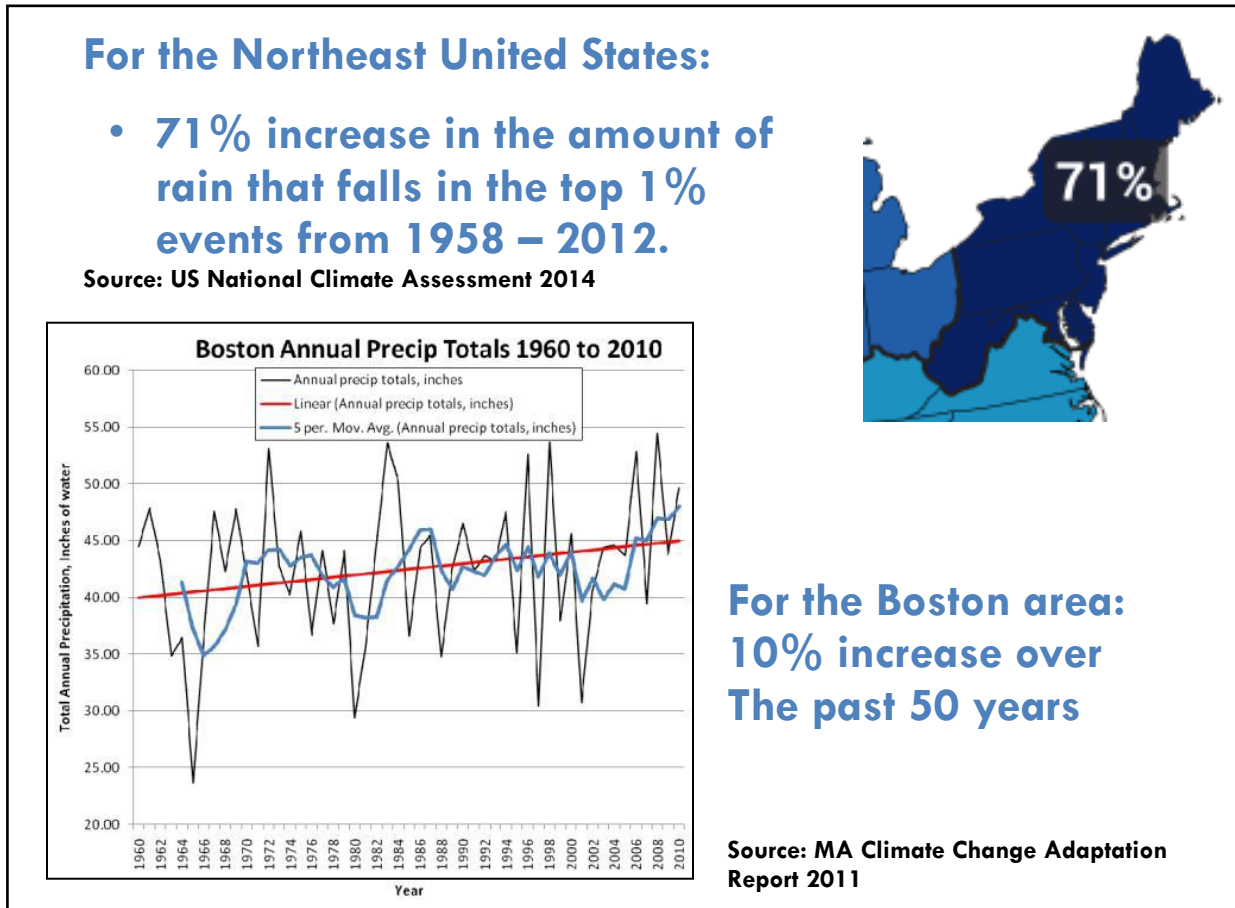 For the Northeast United States:
• 71% increase in the amount of
rain that falls in the top 1%
events from 1958 – 2012.
Source: US National Climate Assessment 2014
71%
Boston Annual Precip Totals 1960 to 2010
Annual precip totals, inches
Linear (Annual precip totals, inches)
5 per. Mov. Avg. (Annual precip totals, inches)
Total Annual Precipitation, Inches of water
60.00
55.00
50.00
45.00
40.00
35.00
30.00
25.00
20.00
1960 1962 1964 1966 1968 1970 1972 1974 1976 1978 1980 1982 1984 1986 1988 1990 1992 1994 1996 1998 2000 2002 2004 2006 2008 2010
Year
For the Boston area:
10% increase over
The past 50 years
Source: MA Climate Change Adaptation
Report 2011